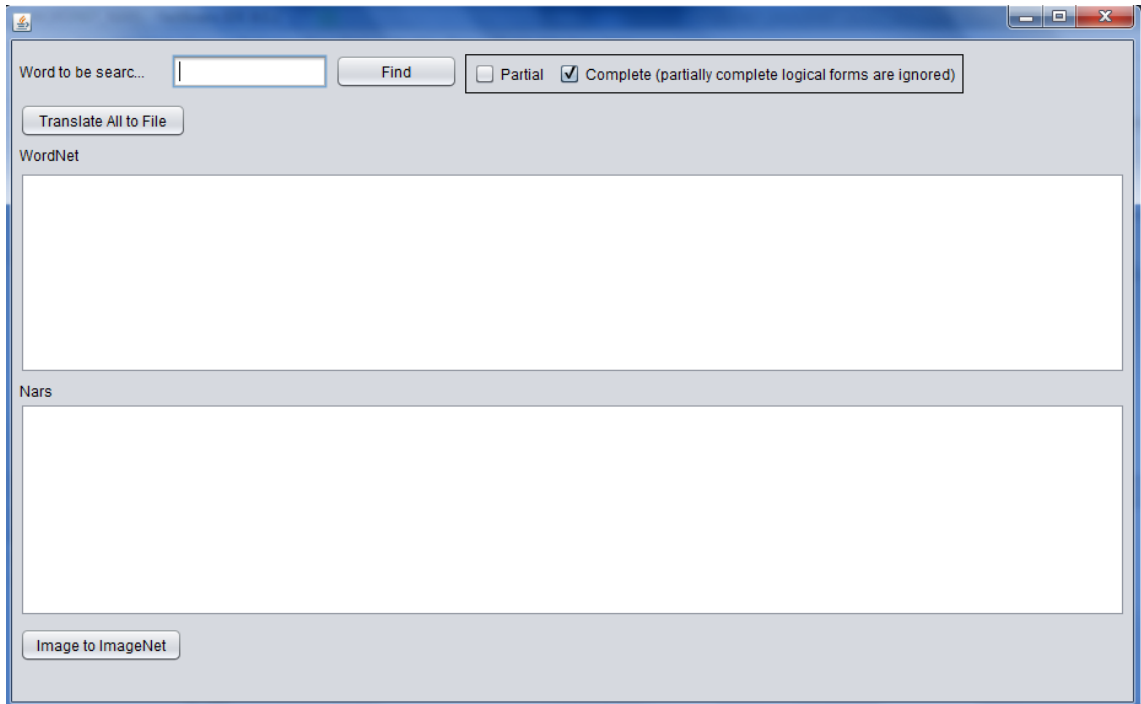 Word to be searc... Find Partial Complete (partially complete logical forms are ignored)
Translate All to File
WordNet
Nars
Image to ImageNet